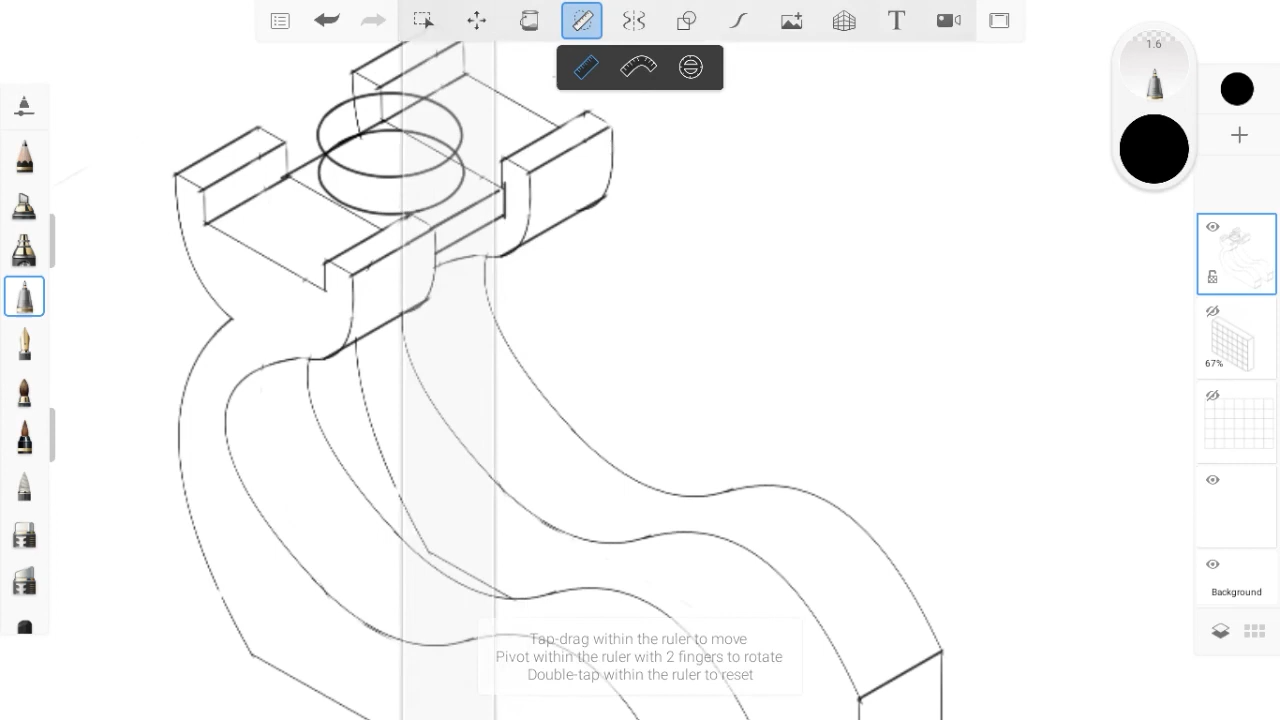 T
1.6
67%
Background
Tap-drag within the ruler to move
Pivot within the ruler with 2 fingers to rotate
Double-tap within the ruler to reset